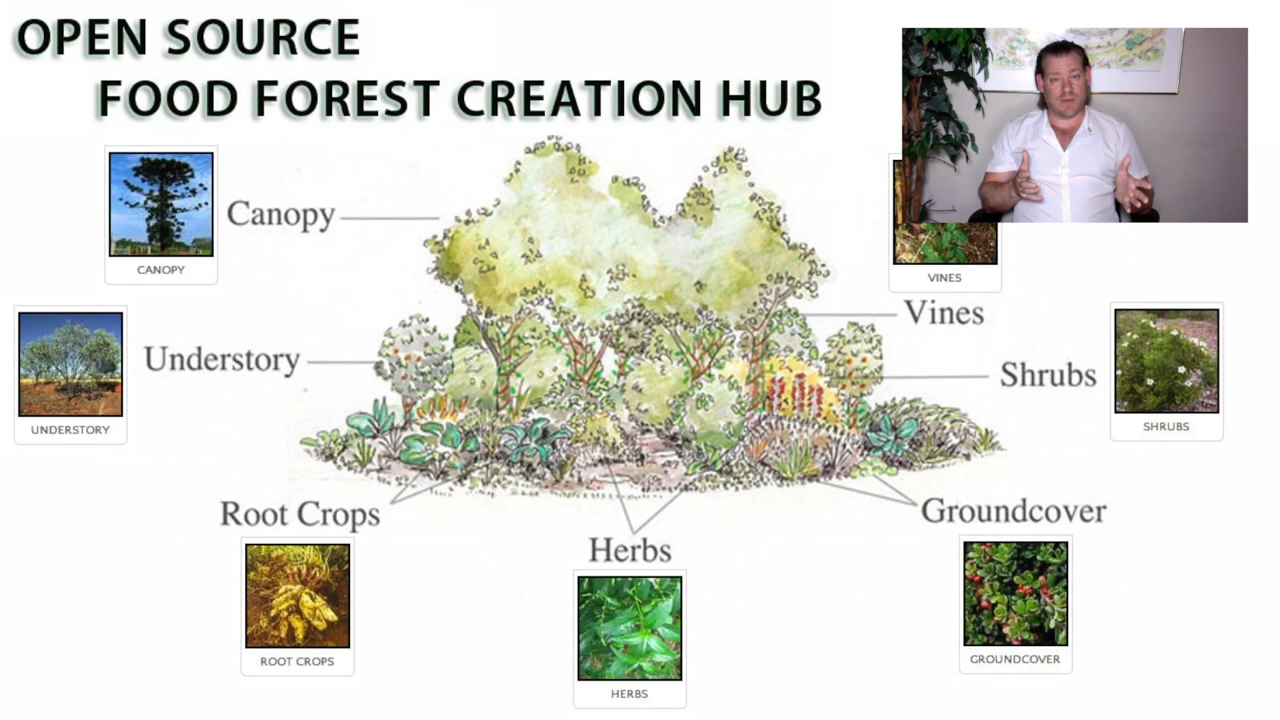 OPEN SOURCE
FOOD FOREST CREATION HUB
CANOPY
Canopy
VINES
Vines
UNDERSTORY
Understory
Shrubs
SHRUBS
Root Crops
ROOT CROPS
Herbs
HERBS
Groundcover
GROUNDCOVER